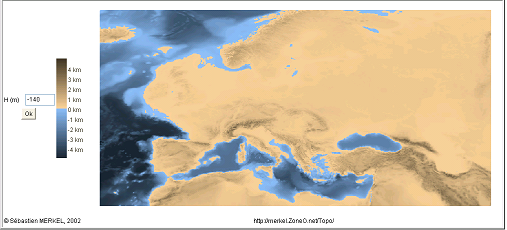 4 km
3 km
2 km
1 km
0 km
-1 km
-2 km
-3 km
-4 km
H (m) -140
Ok
© Sébastien MERKEL, 2002 http://merkel.ZoneO.net/Topo/